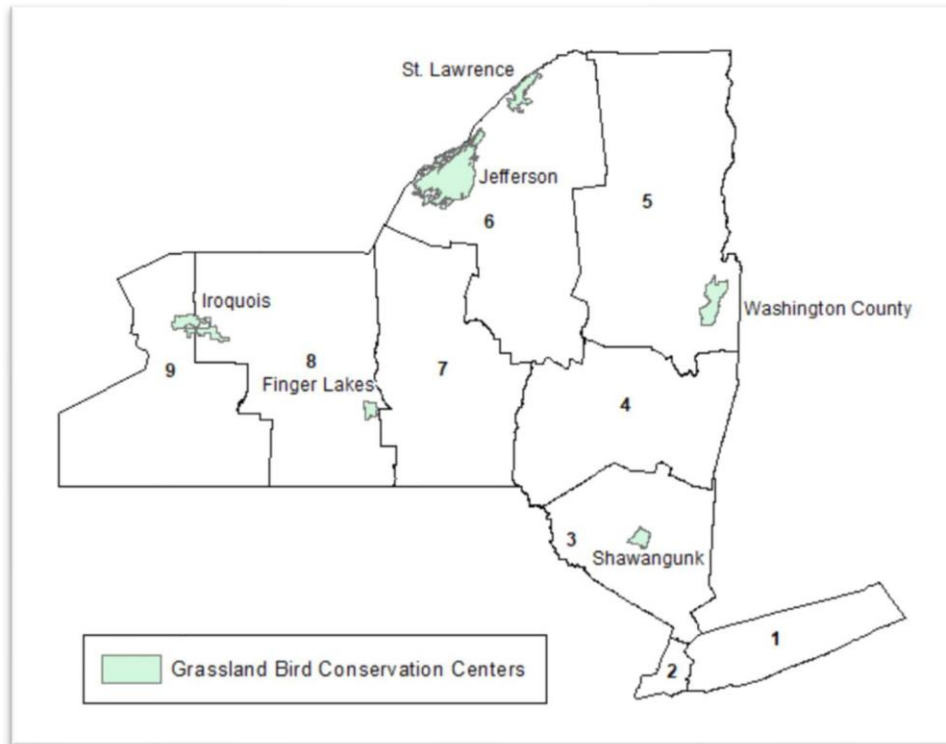 St. Lawrence
Jefferson
6
5
Iroquois
Washington County
9
8
Finger Lakes
7
4
3
Shawangunk
1
2
Grassland Bird Conservation Centers